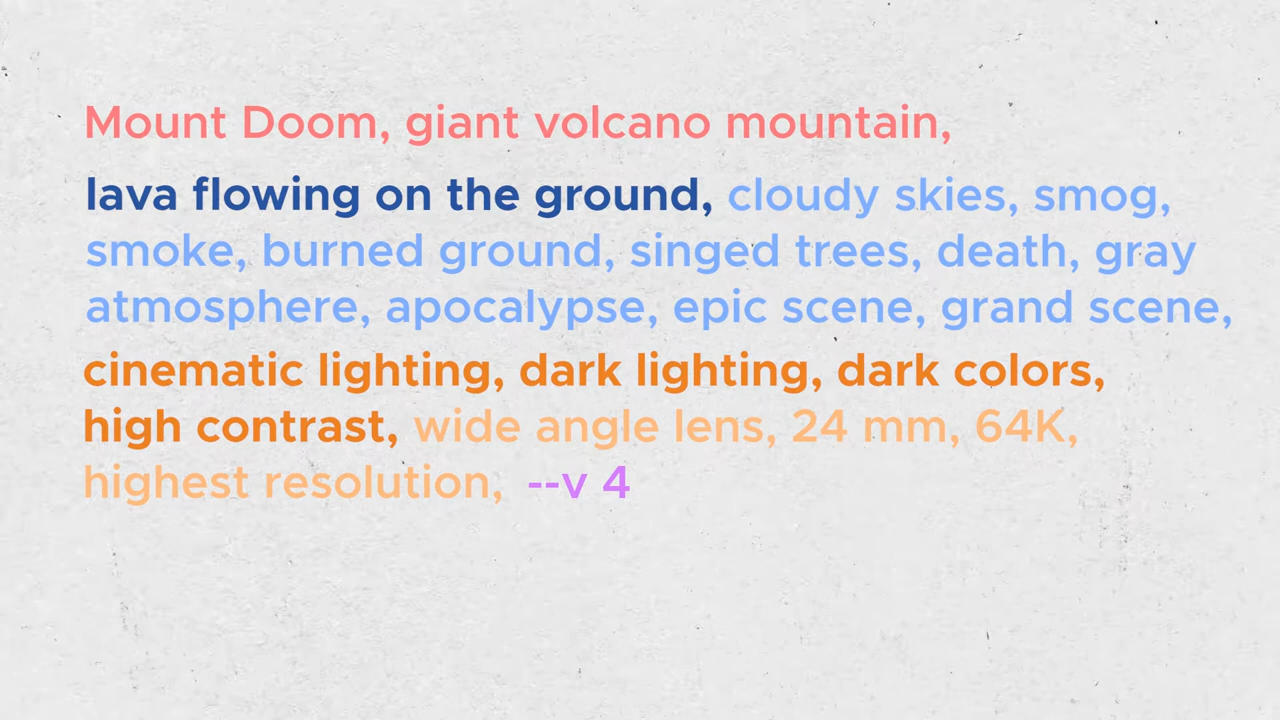 Mount Doom, giant volcano mountain,
lava flowing on the ground, cloudy skies, smog,
smoke, burned ground, singed trees, death, gray
atmosphere, apocalypse, epic scene, grand scene,
cinematic lighting, dark lighting, dark colors,
high contrast, wide angle lens, 24 mm, 64K,
highest resolution, --v 4